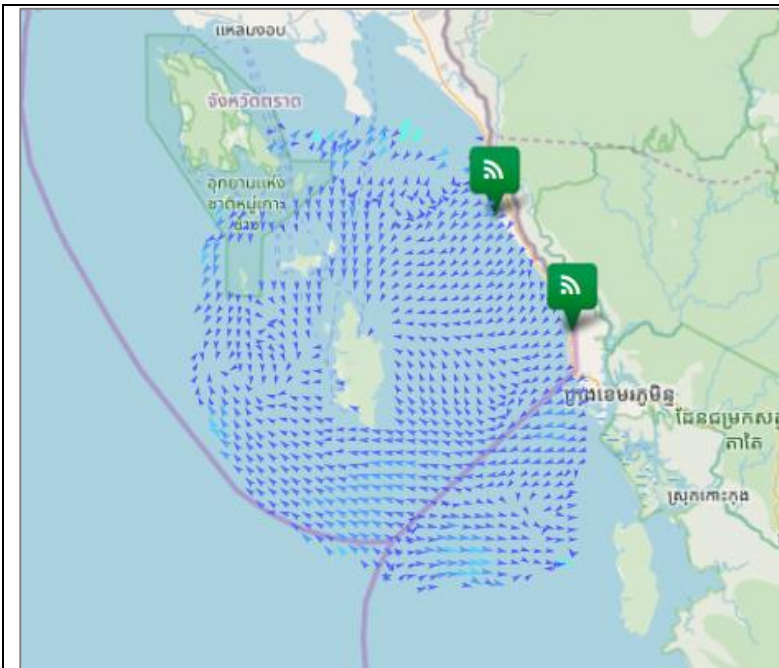 แหลมงอบ
จังหวัดตราด
อุทยานแห่ง
ชาติหมู่เกาะ
ช้าง
ក្រុងខេមរភូមិន្ទ
ដែនជម្រកសត្វ
តាតៃ
ស្រុកកោះកុង